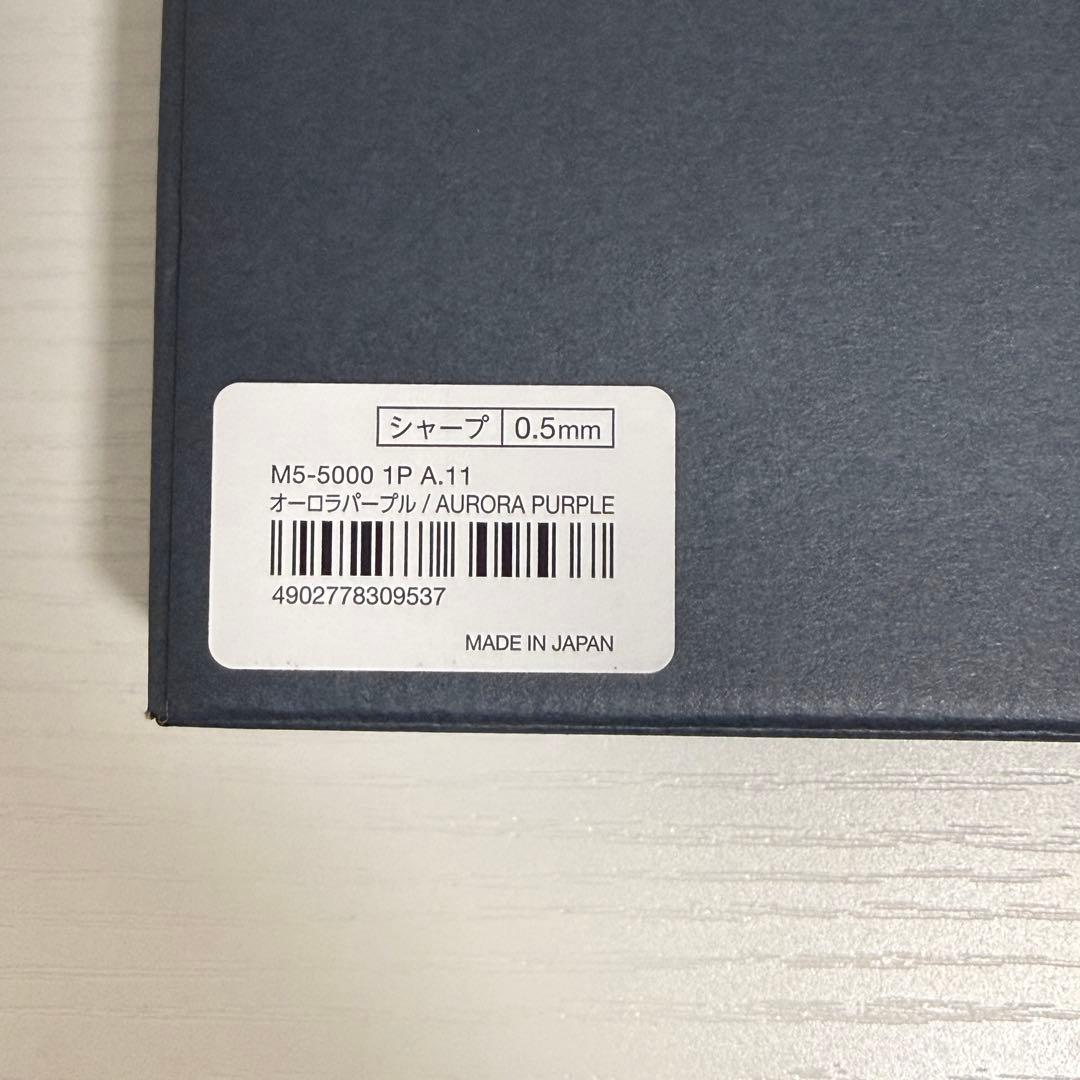 シャープ 0.5mm
M5-5000 1P A.11
オーロラパープル / AURORA PURPLE
4902778309537
MADE IN JAPAN